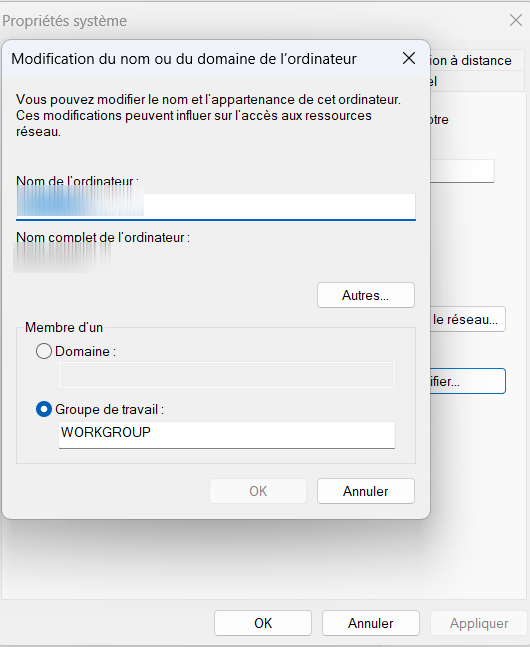 Propriétés système
Modification du nom ou du domaine de l'ordinateur
ion à distance
el
Vous pouvez modifier le nom et l'appartenance de cet ordinateur.
Ces modifications peuvent influer sur l'accès aux ressources
réseau.
otre
Nom de l'ordinateur :
Nom complet de l'ordinateur :
Autres...
le réseau...
Membre d'un
Domaine :
ifier...
Groupe de travail :
WORKGROUP
OK
Annuler
OK
Annuler
Appliquer